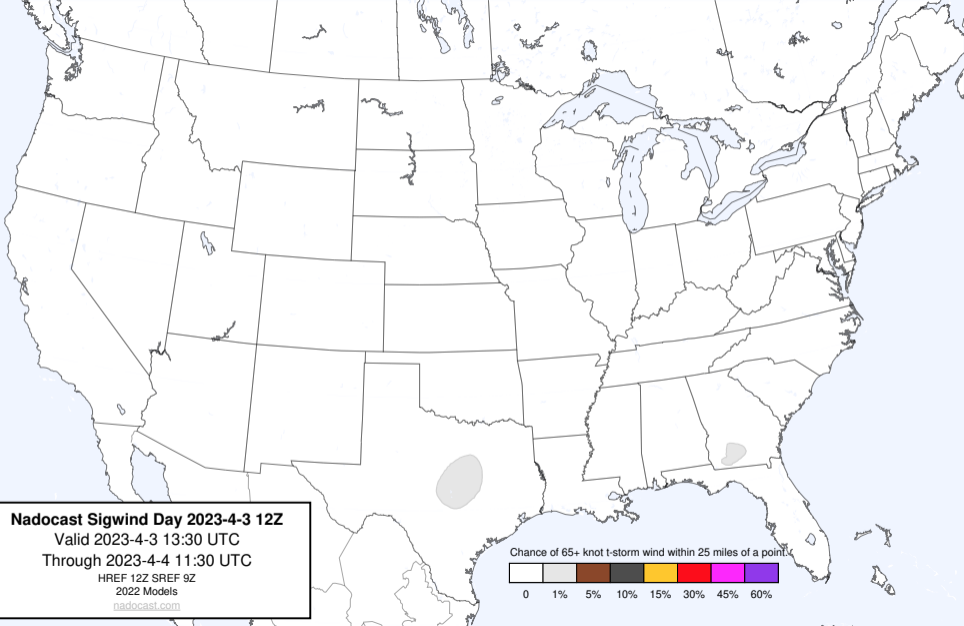 Nadocast Sigwind Day 2023-4-3 12Z
Valid 2023-4-3 13:30 UTC
Through 2023-4-4 11:30 UTC
HREF 12Z SREF 9Z
2022 Models
nadocast.com
Chance of 65+ knot t-storm wind within 25 miles of a point.
0 1% 5% 10% 15% 30% 45% 60%